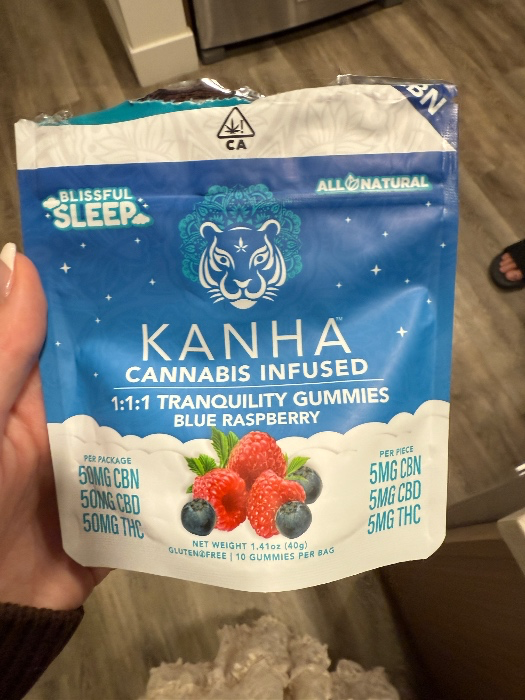 BN
CA
BLISSFUL
SLEEP
ALL NATURAL
KANHA™
CANNABIS INFUSED
1:1:1 TRANQUILITY GUMMIES
BLUE RASPBERRY
PER PACKAGE
50MG CBN
50MG CBD
50MG THC
PER PIECE
5MG CBN
5MG CBD
5MG THC
NET WEIGHT 1.41oz (40g)
GLUTEN FREE | 10 GUMMIES PER BAG